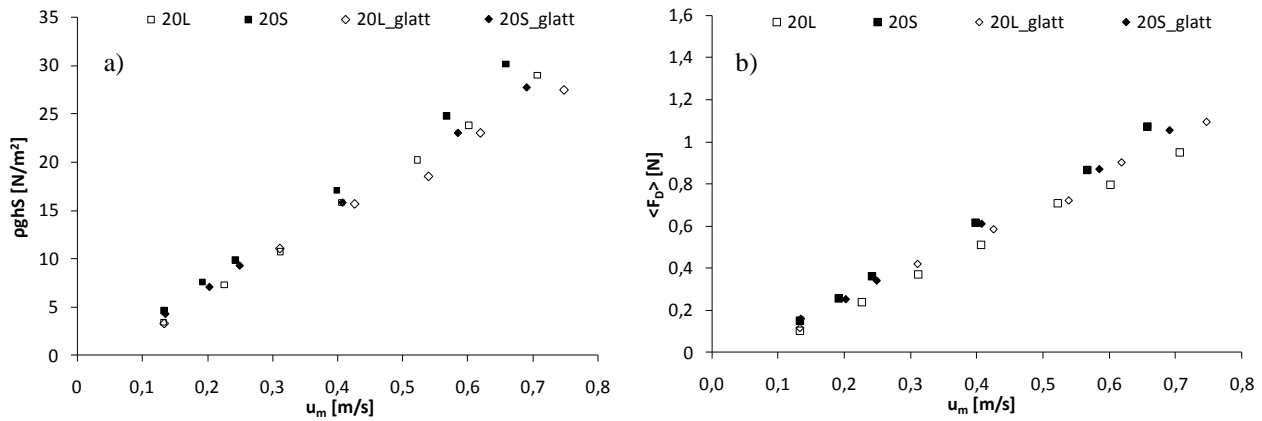 20L 20S 20L_glatt 20S_glatt
a)
35
30
25
20
15
10
5
0
ρghS [N/m²]
0 0,1 0,2 0,3 0,4 0,5 0,6 0,7 0,8
uₘ [m/s]
20L 20S 20L_glatt 20S_glatt
b)
1,6
1,4
1,2
1
0,8
0,6
0,4
0,2
0
<F_D> [N]
0,0 0,1 0,2 0,3 0,4 0,5 0,6 0,7 0,8
uₘ [m/s]